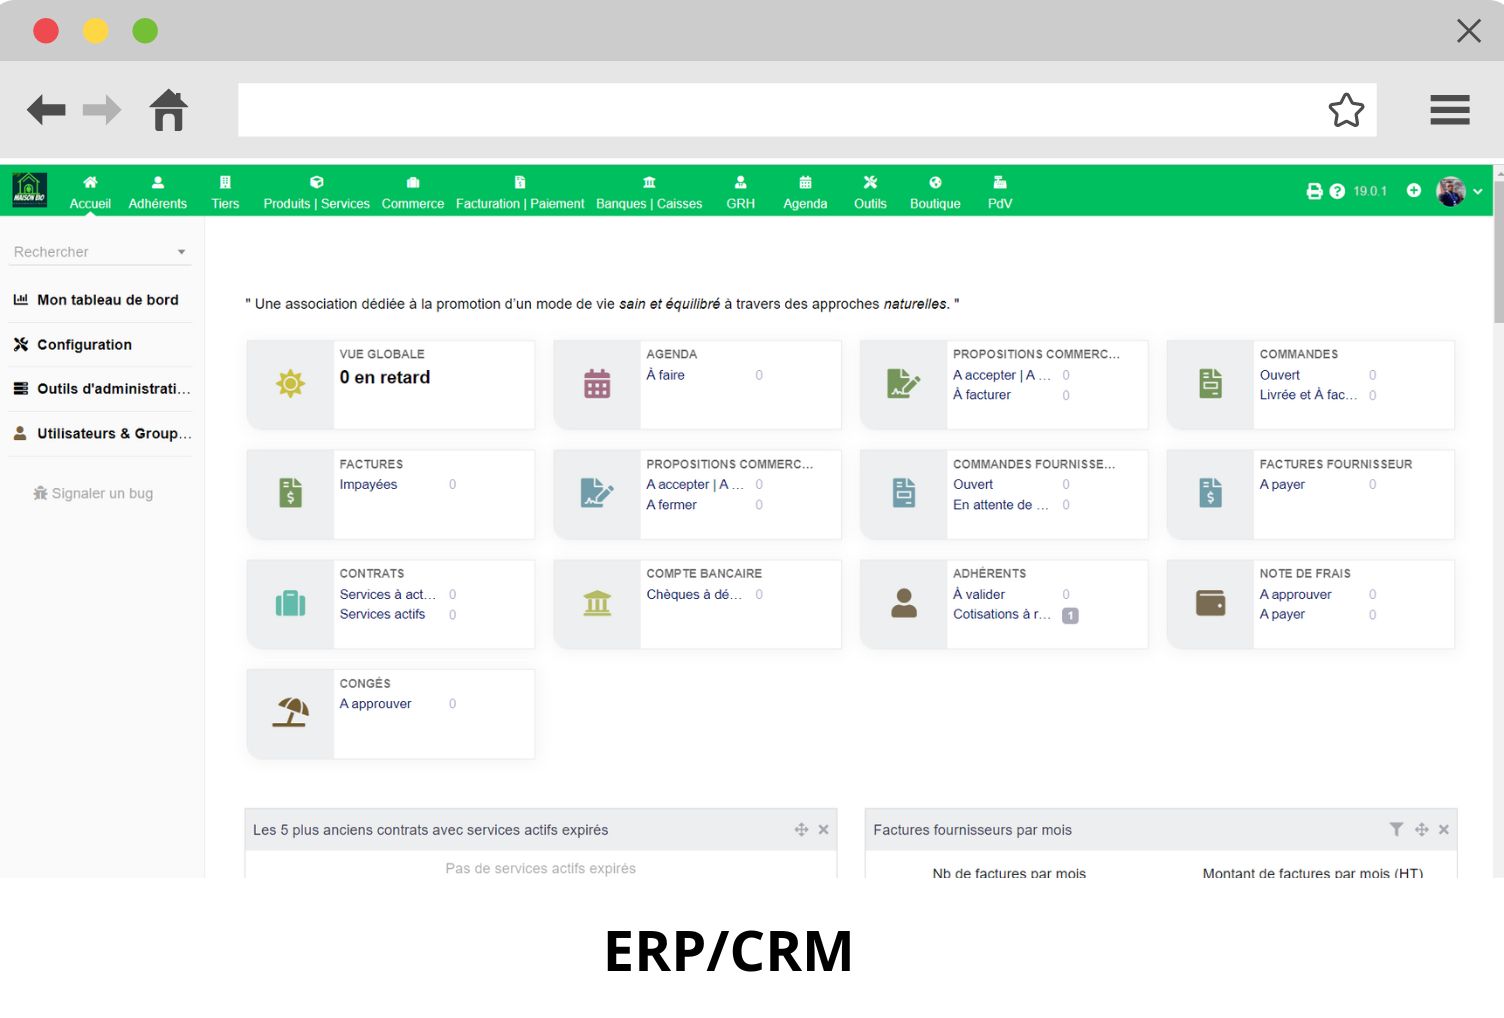 MAISON BIO
Accueil
Adhérents
Tiers
Produits | Services
Commerce
Facturation | Paiement
Banques | Caisses
GRH
Agenda
Outils
Boutique
PdV
19.0.1
Rechercher
Mon tableau de bord
Configuration
Outils d'administrati...
Utilisateurs & Group...
Signaler un bug
" Une association dédiée à la promotion d'un mode de vie sain et équilibré à travers des approches naturelles. "
VUE GLOBALE
0 en retard
AGENDA
À faire 0
PROPOSITIONS COMMERC...
A accepter | A ... 0
À facturer 0
COMMANDES
Ouvert 0
Livrée et À fac... 0
FACTURES
Impayées 0
PROPOSITIONS COMMERC...
A accepter | A ... 0
A fermer 0
COMMANDES FOURNISSE...
Ouvert 0
En attente de ... 0
FACTURES FOURNISSEUR
A payer 0
CONTRATS
Services à act... 0
Services actifs 0
COMPTE BANCAIRE
Chèques à dé... 0
ADHÉRENTS
À valider 0
Cotisations à r... 1
NOTE DE FRAIS
A approuver 0
A payer 0
CONGÉS
A approuver 0
Les 5 plus anciens contrats avec services actifs expirés
Pas de services actifs expirés
Factures fournisseurs par mois
Nb de factures par mois
Montant de factures par mois (HT)
ERP/CRM